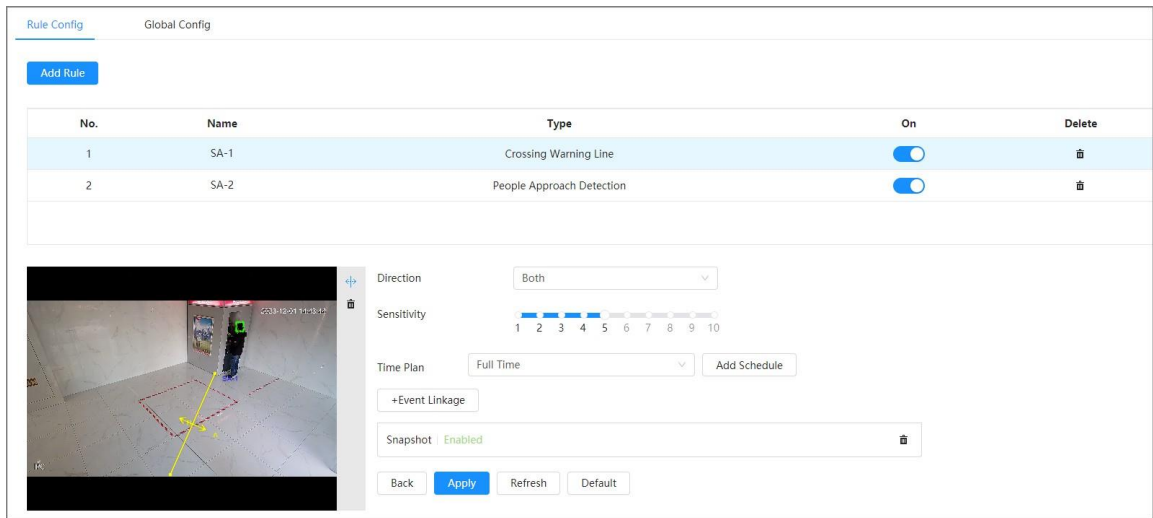 Rule Config Global Config
Add Rule
No. Name Type On Delete
1 SA-1 Crossing Warning Line
2 SA-2 People Approach Detection
Direction Both
Sensitivity
1 2 3 4 5 6 7 8 9 10
Time Plan Full Time Add Schedule
+Event Linkage
Snapshot Enabled
Back Apply Refresh Default